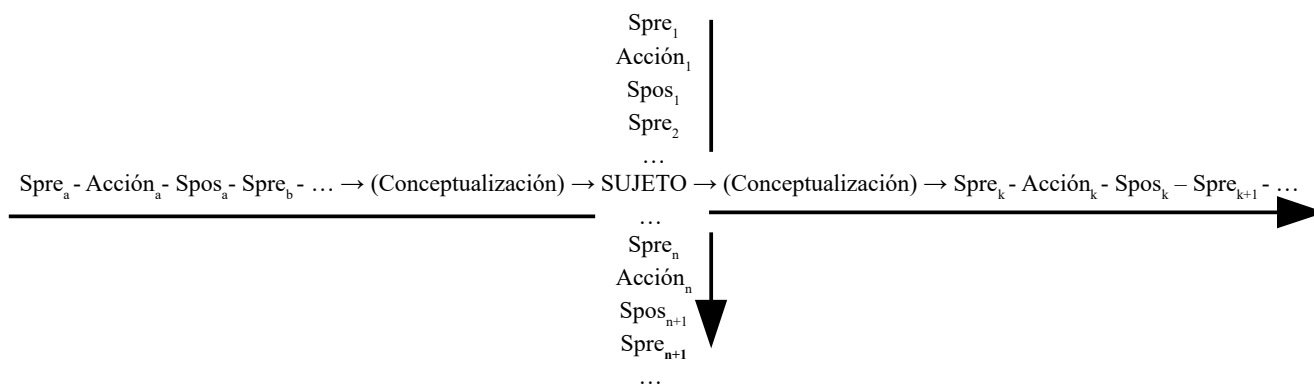 Spre₁
Acción₁
Spos₁
Spre₂
…
Spreₐ - Acciónₐ- Sposₐ- Spre_b - … → (Conceptualización) → SUJETO → (Conceptualización) → Spreₖ - Acciónₖ - Sposₖ – Spreₖ₊₁ - …
…
Spreₙ
Acciónₙ
Sposₙ₊₁
Spreₙ₊₁
…